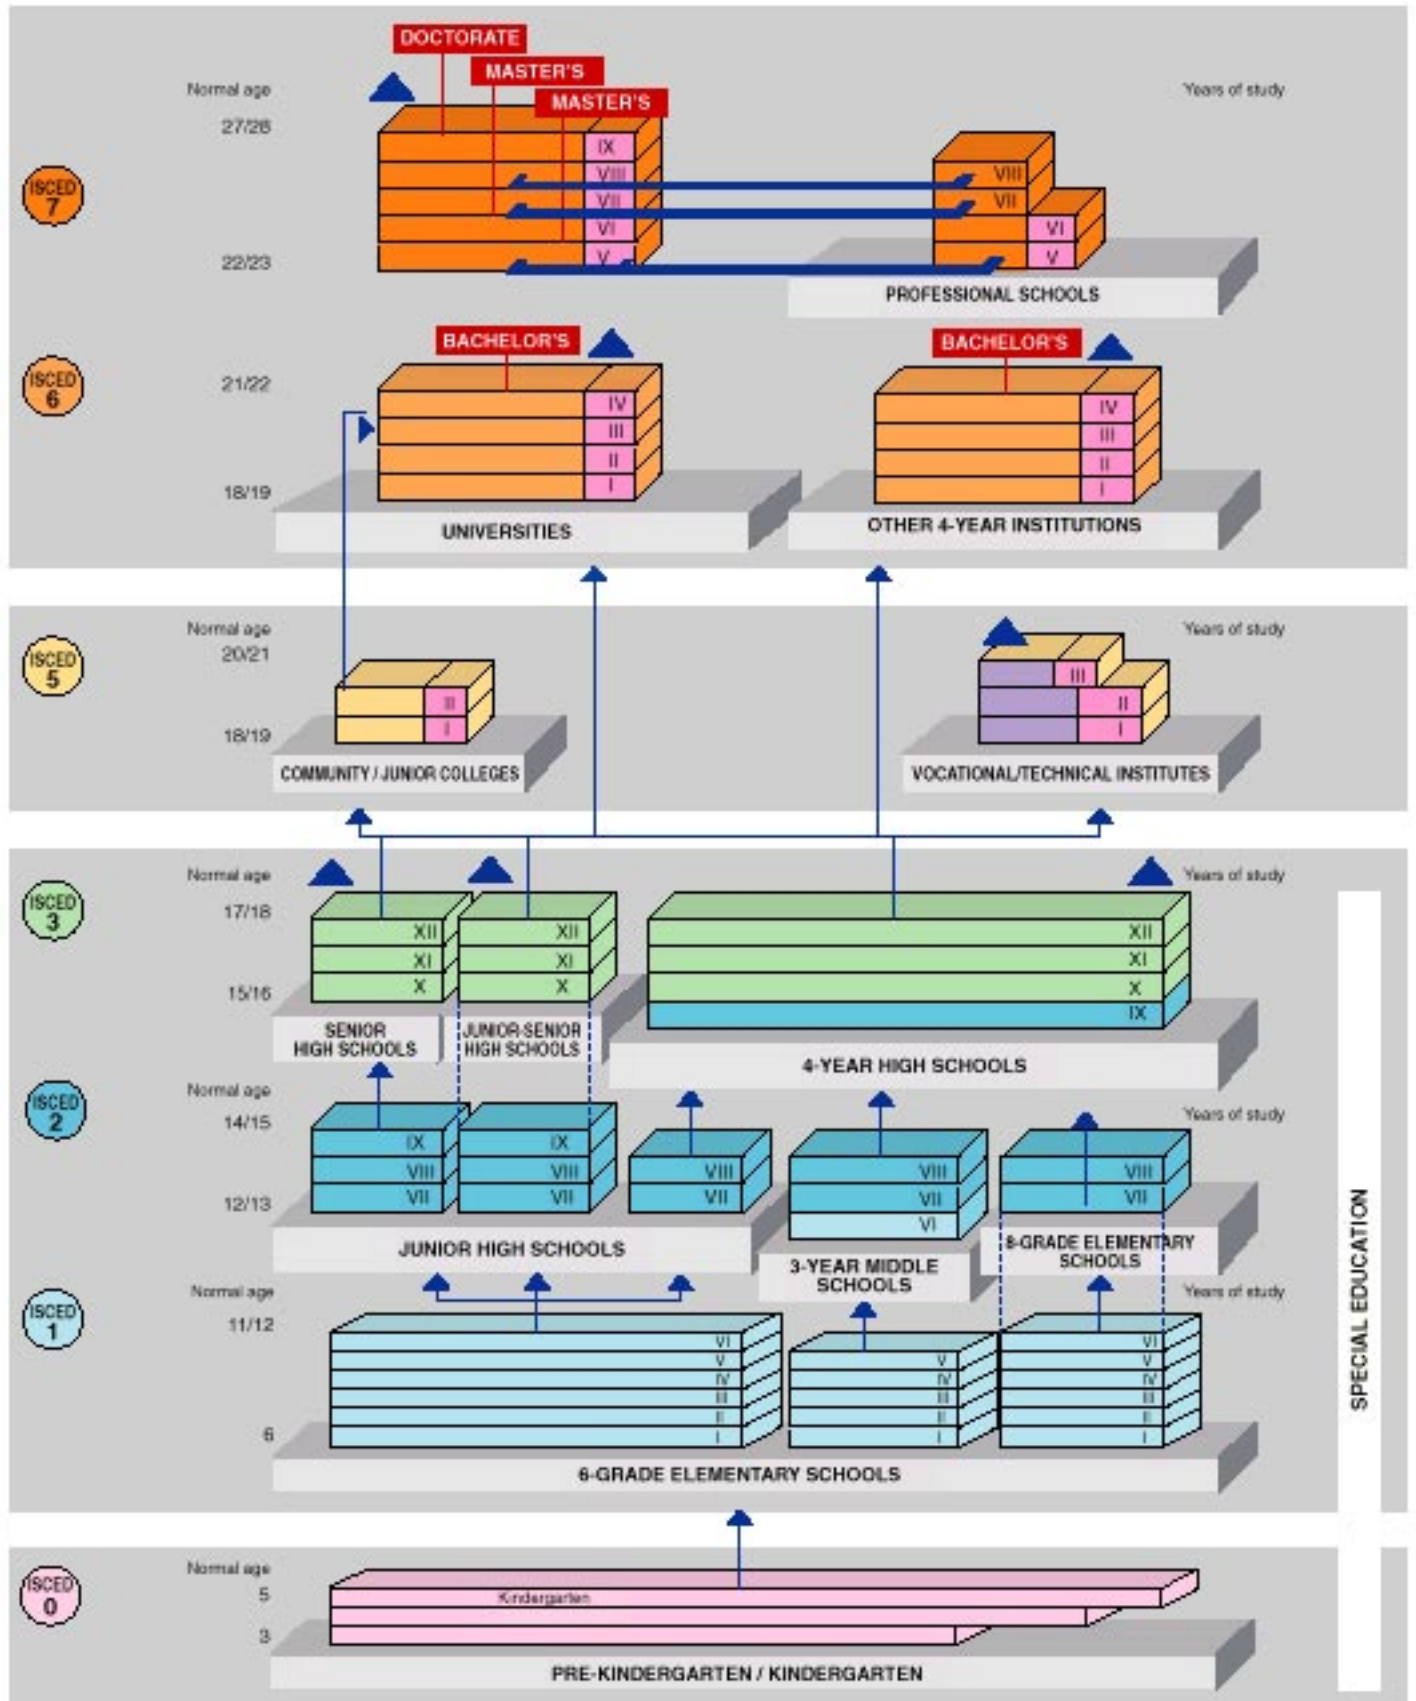 DOCTORATE
MASTER'S
MASTER'S
Normal age
Years of study
27/28
IX
VIII
VII
VI
V
VIII
VII
VI
V
ISCED
7
22/23
PROFESSIONAL SCHOOLS
BACHELOR'S
BACHELOR'S
ISCED
6
21/22
IV
III
II
I
IV
III
II
I
18/19
UNIVERSITIES
OTHER 4-YEAR INSTITUTIONS
Normal age
Years of study
20/21
ISCED
5
II
I
III
II
I
18/19
COMMUNITY / JUNIOR COLLEGES
VOCATIONAL/TECHNICAL INSTITUTES
Normal age
Years of study
ISCED
3
17/18
XII
XI
X
XII
XI
X
XII
XI
X
IX
15/16
SENIOR
HIGH SCHOOLS
JUNIOR-SENIOR
HIGH SCHOOLS
4-YEAR HIGH SCHOOLS
Normal age
Years of study
ISCED
2
14/15
IX
VIII
VII
IX
VIII
VII
VIII
VII
VIII
VII
VI
VIII
VII
12/13
JUNIOR HIGH SCHOOLS
3-YEAR MIDDLE
SCHOOLS
8-GRADE ELEMENTARY
SCHOOLS
Normal age
Years of study
ISCED
1
11/12
VI
V
IV
III
II
I
V
IV
III
II
I
VI
V
IV
III
II
I
6
6-GRADE ELEMENTARY SCHOOLS
SPECIAL EDUCATION
Normal age
ISCED
0
5
Kindergarten
3
PRE-KINDERGARTEN / KINDERGARTEN